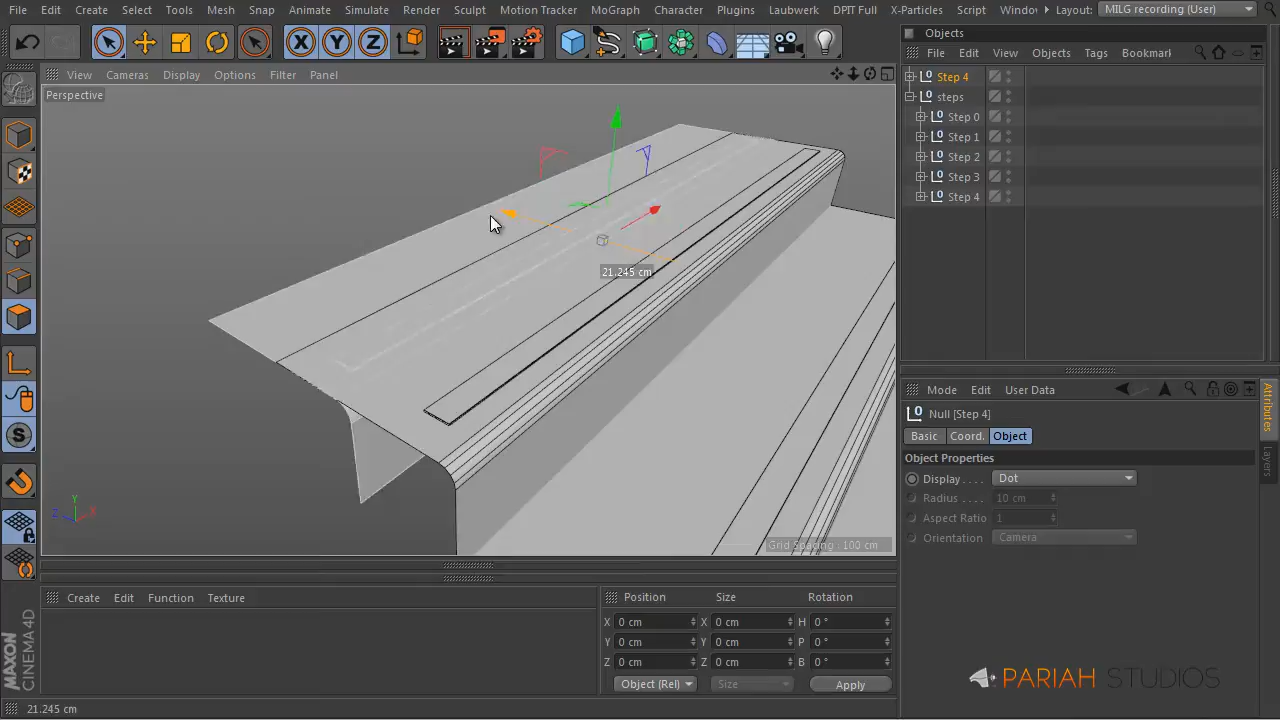 File Edit Create Select Tools Mesh Snap Animate Simulate Render Sculpt Motion Tracker MoGraph Character Plugins Laubwerk DPIT Full X-Particles Script Windo Layout: MILG recording (User)
X Y Z
View Cameras Display Options Filter Panel
Perspective
21.245 cm
Grid Spacing : 100 cm
Y
Z X
S
Objects
File Edit View Objects Tags Bookmark
Step 4
steps
Step 0
Step 1
Step 2
Step 3
Step 4
Mode Edit User Data
Null [Step 4]
Basic Coord. Object
Object Properties
Display . . . . Dot
Radius . . . . 10 cm
Aspect Ratio 1
Orientation Camera
Attributes
Layers
Create Edit Function Texture
Position Size Rotation
X 0 cm X 0 cm H 0 °
Y 0 cm Y 0 cm P 0 °
Z 0 cm Z 0 cm B 0 °
Object (Rel) Size Apply
MAXON
CINEMA 4D
PARIAH STUDIOS
21.245 cm